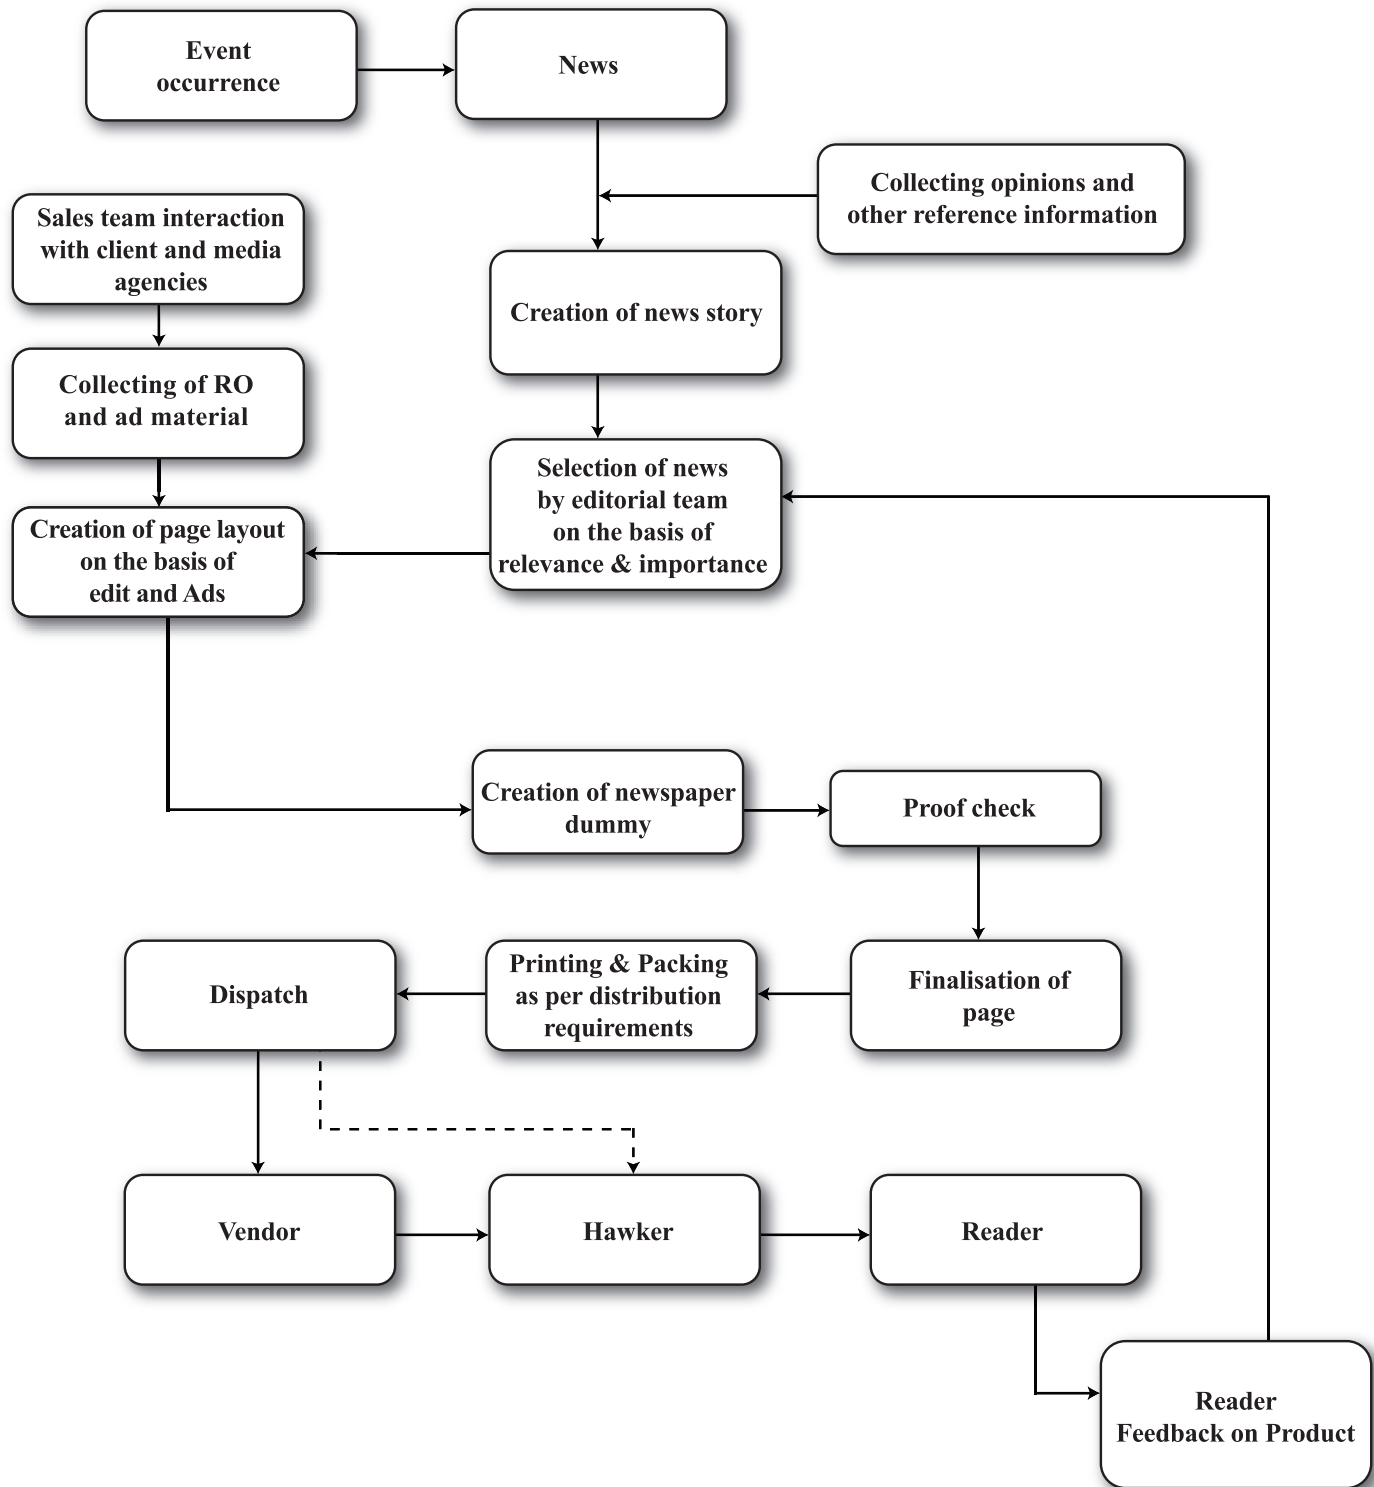 Event
occurrence
News
Collecting opinions and
other reference information
Sales team interaction
with client and media
agencies
Creation of news story
Collecting of RO
and ad material
Selection of news
by editorial team
on the basis of
relevance & importance
Creation of page layout
on the basis of
edit and Ads
Creation of newspaper
dummy
Proof check
Finalisation of
page
Printing & Packing
as per distribution
requirements
Dispatch
Vendor
Hawker
Reader
Reader
Feedback on Product